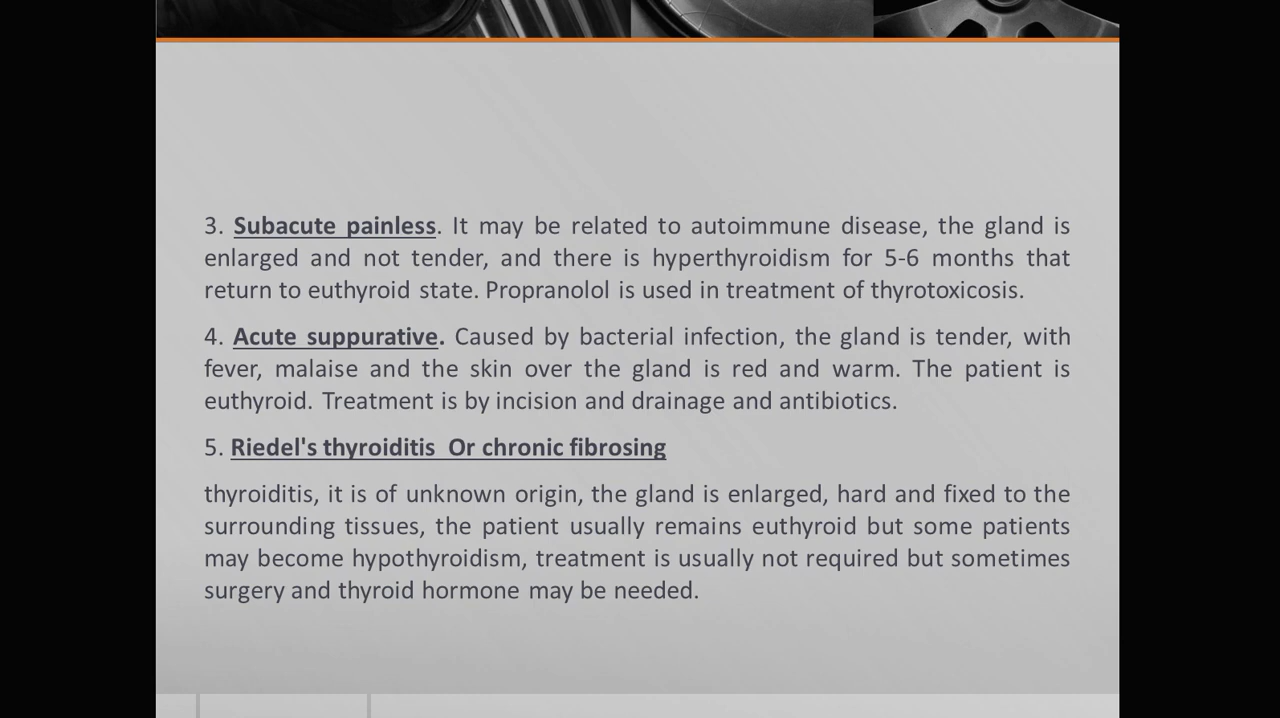 3. Subacute painless. It may be related to autoimmune disease, the gland is
enlarged and not tender, and there is hyperthyroidism for 5-6 months that
return to euthyroid state. Propranolol is used in treatment of thyrotoxicosis.
4. Acute suppurative. Caused by bacterial infection, the gland is tender, with
fever, malaise and the skin over the gland is red and warm. The patient is
euthyroid. Treatment is by incision and drainage and antibiotics.
5. Riedel's thyroiditis Or chronic fibrosing
thyroiditis, it is of unknown origin, the gland is enlarged, hard and fixed to the
surrounding tissues, the patient usually remains euthyroid but some patients
may become hypothyroidism, treatment is usually not required but sometimes
surgery and thyroid hormone may be needed.